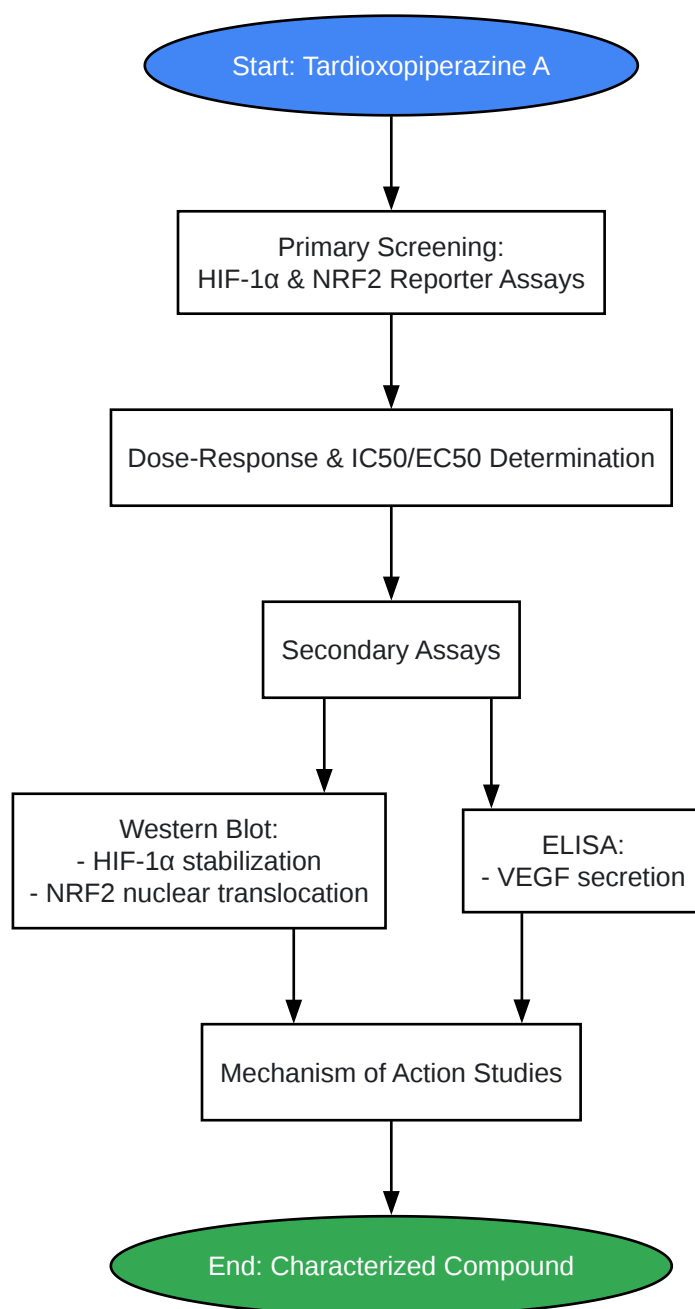 Start: Tardioxopiperazine A
Primary Screening:
HIF-1α & NRF2 Reporter Assays
Dose-Response & IC50/EC50 Determination
Secondary Assays
Western Blot:
- HIF-1α stabilization
- NRF2 nuclear translocation
ELISA:
- VEGF secretion
Mechanism of Action Studies
End: Characterized Compound